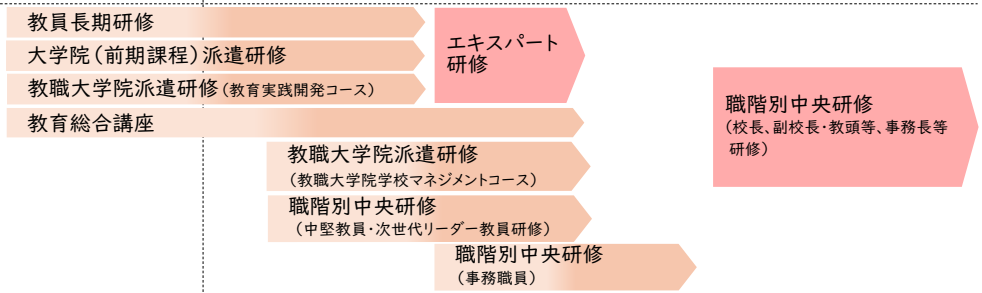 教員長期研修
大学院(前期課程)派遣研修
教職大学院派遣研修(教育実践開発コース)
教育総合講座
エキスパート
研修
教職大学院派遣研修
(教職大学院学校マネジメントコース)
職階別中央研修
(中堅教員・次世代リーダー教員研修)
職階別中央研修
(事務職員)
職階別中央研修
(校長、副校長・教頭等、事務長等
研修)